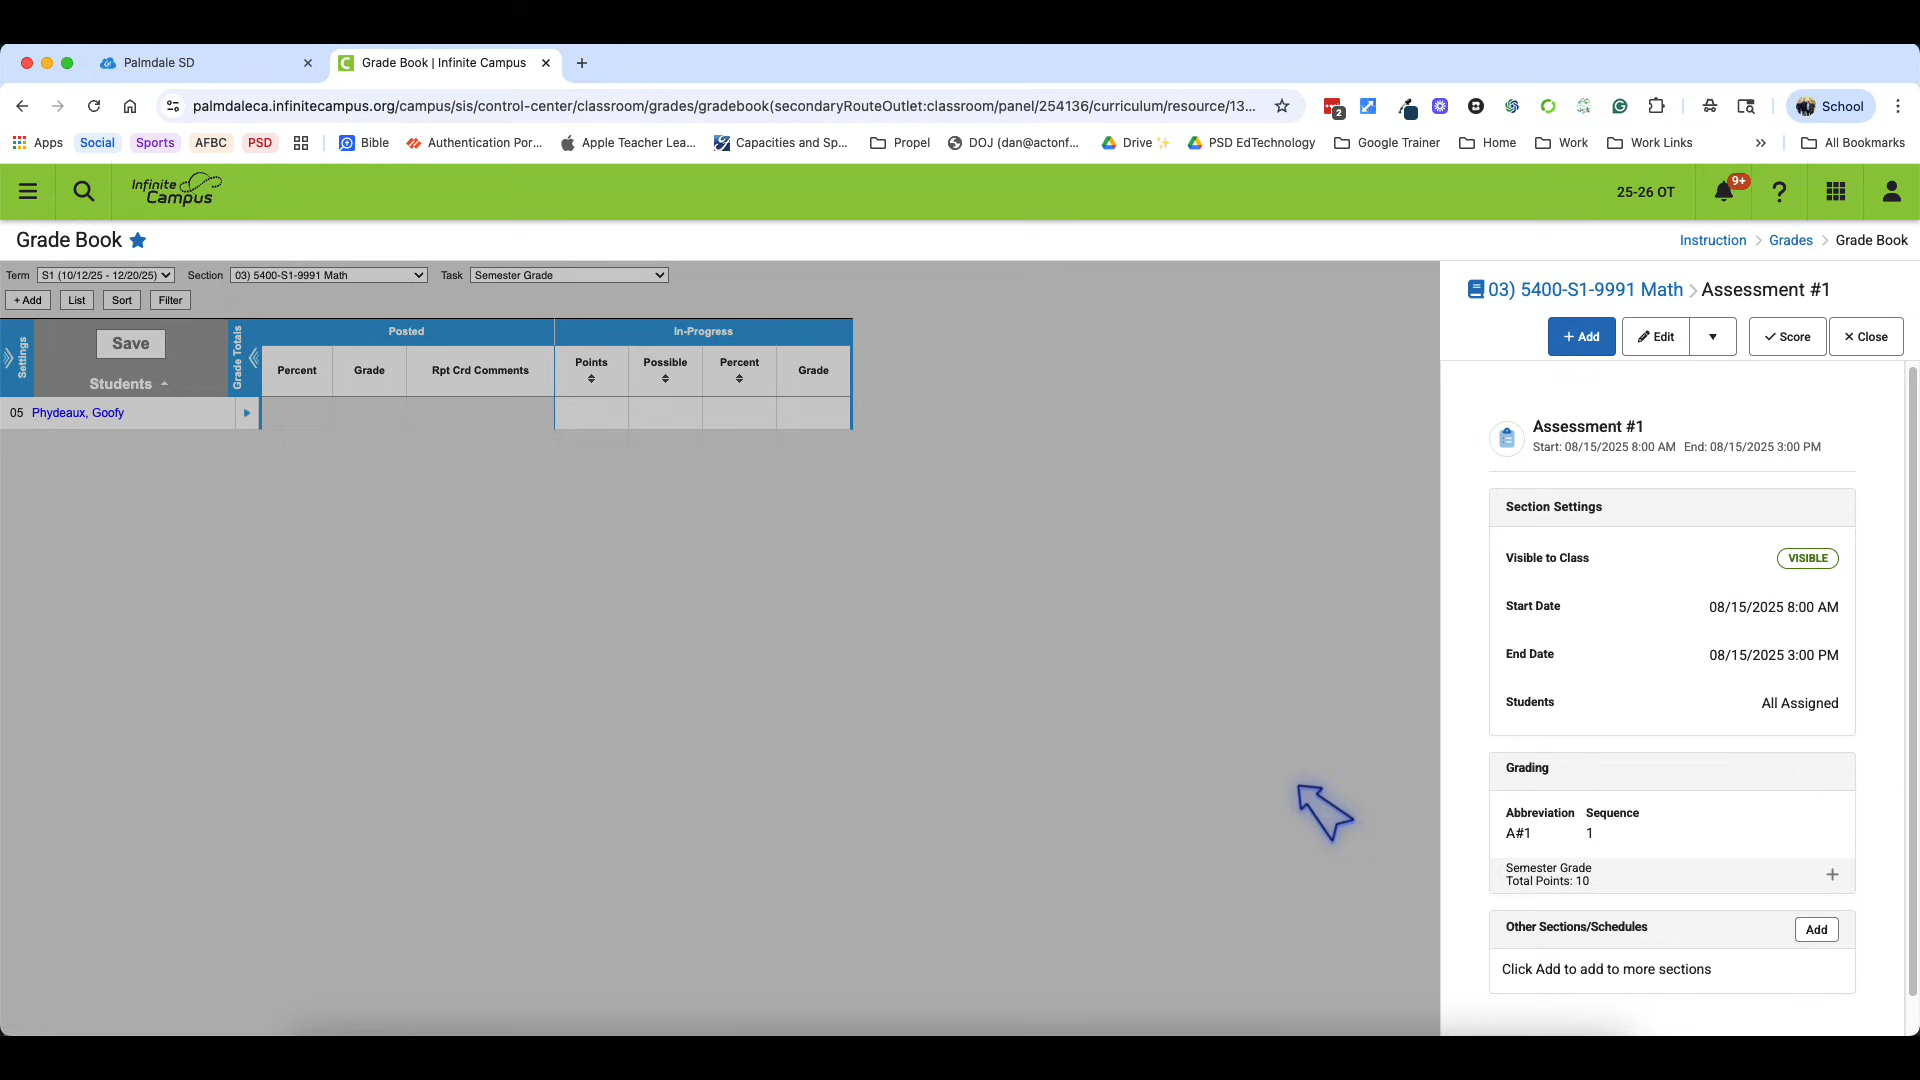 Palmdale SD
Grade Book | Infinite Campus
palmdaleca.infinitecampus.org/campus/sis/control-center/classroom/grades/gradebook(secondaryRouteOutlet:classroom/panel/254136/curriculum/resource/13...
2
School
Apps Social Sports AFBC PSD Bible Authentication Por... Apple Teacher Lea... Capacities and Sp... Propel DOJ (dan@actonf... Drive PSD EdTechnology Google Trainer Home Work Work Links » All Bookmarks
Infinite Campus
25-26 OT
9+
?
Grade Book
Instruction > Grades > Grade Book
Term S1 (10/12/25 - 12/20/25) Section 03) 5400-S1-9991 Math Task Semester Grade
+ Add List Sort Filter
Settings
Save
Students
Grade Totals
Posted In-Progress
Percent Grade Rpt Crd Comments Points Possible Percent Grade
05 Phydeaux, Goofy
03) 5400-S1-9991 Math > Assessment #1
+ Add Edit Score Close
Assessment #1
Start: 08/15/2025 8:00 AM End: 08/15/2025 3:00 PM
Section Settings
Visible to Class VISIBLE
Start Date 08/15/2025 8:00 AM
End Date 08/15/2025 3:00 PM
Students All Assigned
Grading
Abbreviation Sequence
A#1 1
Semester Grade
Total Points: 10
Other Sections/Schedules Add
Click Add to add to more sections